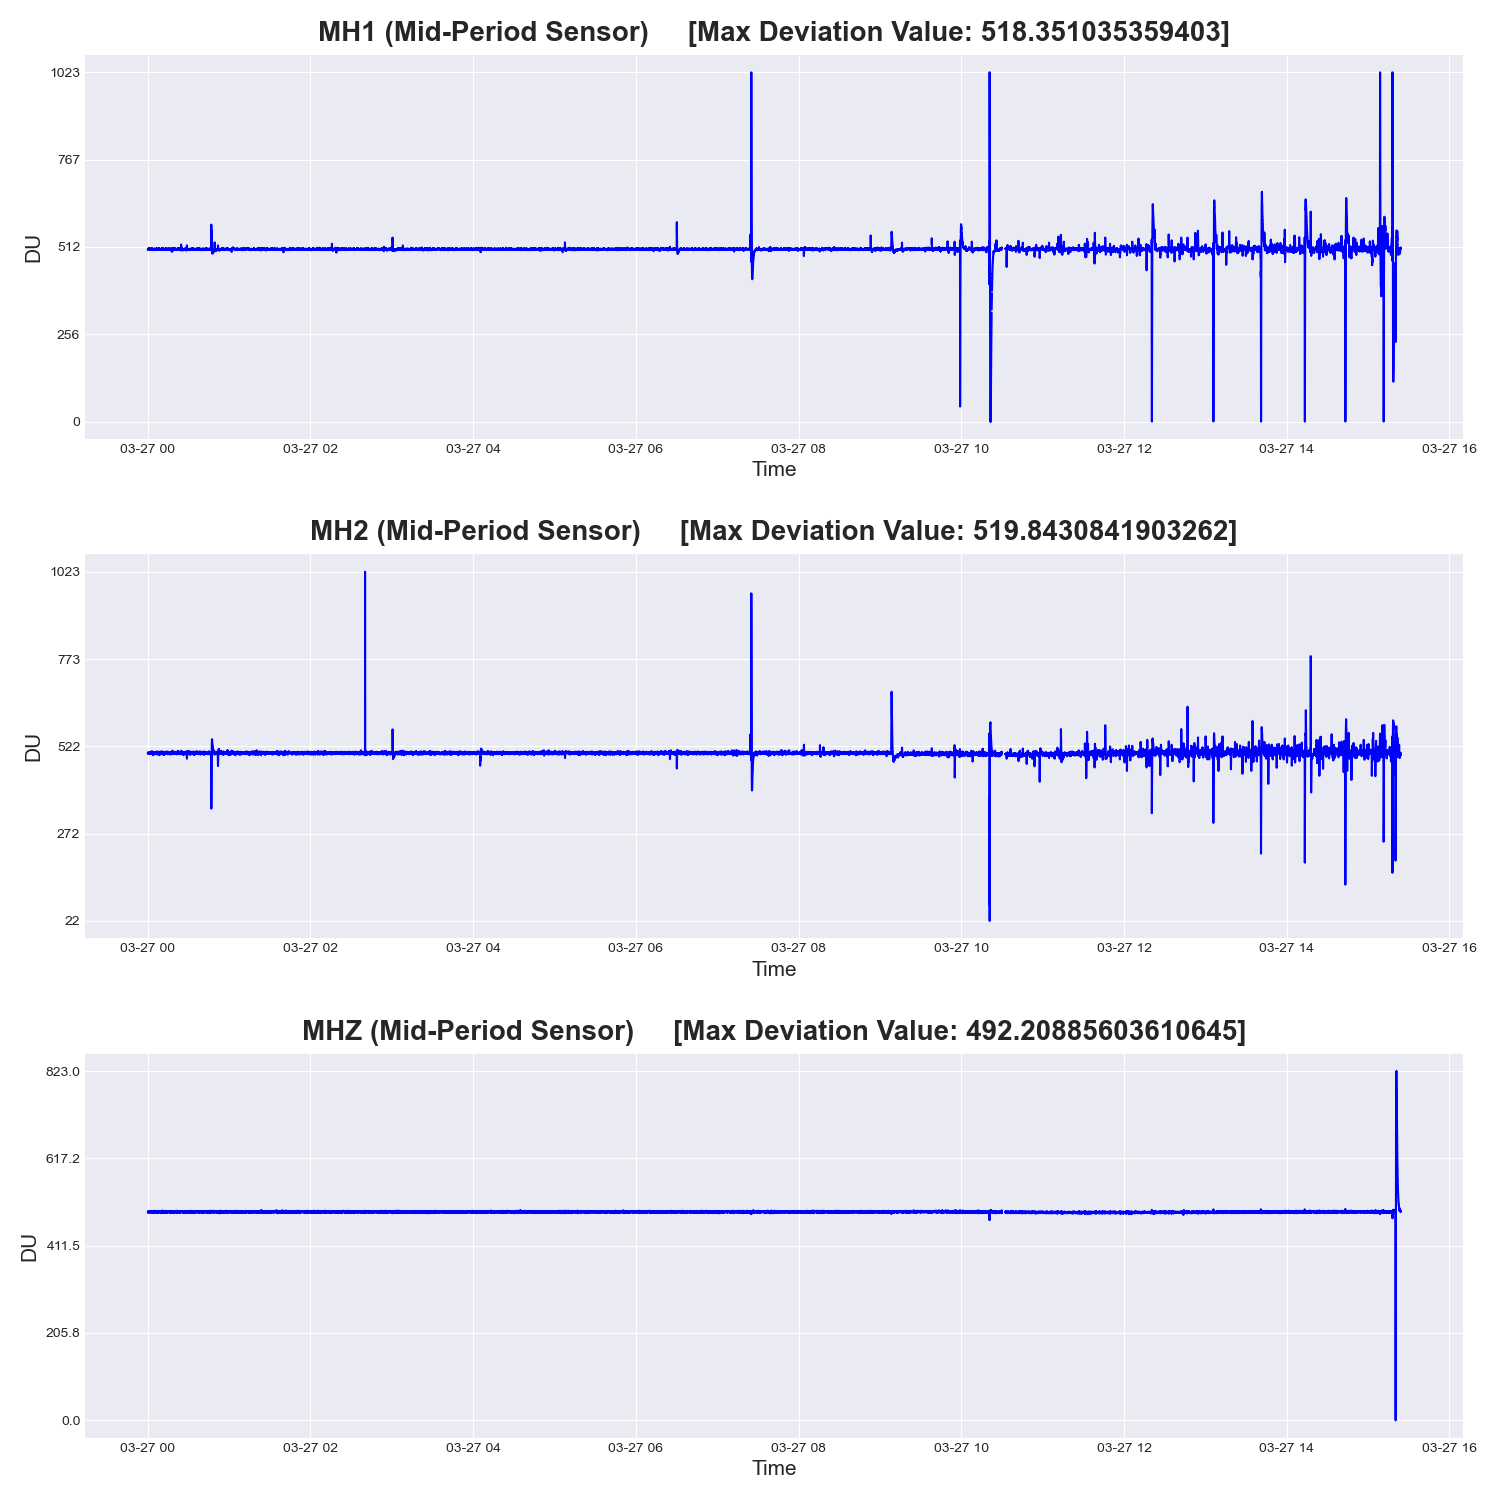 MH1 (Mid-Period Sensor) [Max Deviation Value: 518.351035359403]
1023
767
512
256
0
DU
03-27 00 03-27 02 03-27 04 03-27 06 03-27 08 03-27 10 03-27 12 03-27 14 03-27 16
Time
MH2 (Mid-Period Sensor) [Max Deviation Value: 519.8430841903262]
1023
773
522
272
22
DU
03-27 00 03-27 02 03-27 04 03-27 06 03-27 08 03-27 10 03-27 12 03-27 14 03-27 16
Time
MHZ (Mid-Period Sensor) [Max Deviation Value: 492.20885603610645]
823.0
617.2
411.5
205.8
0.0
DU
03-27 00 03-27 02 03-27 04 03-27 06 03-27 08 03-27 10 03-27 12 03-27 14 03-27 16
Time